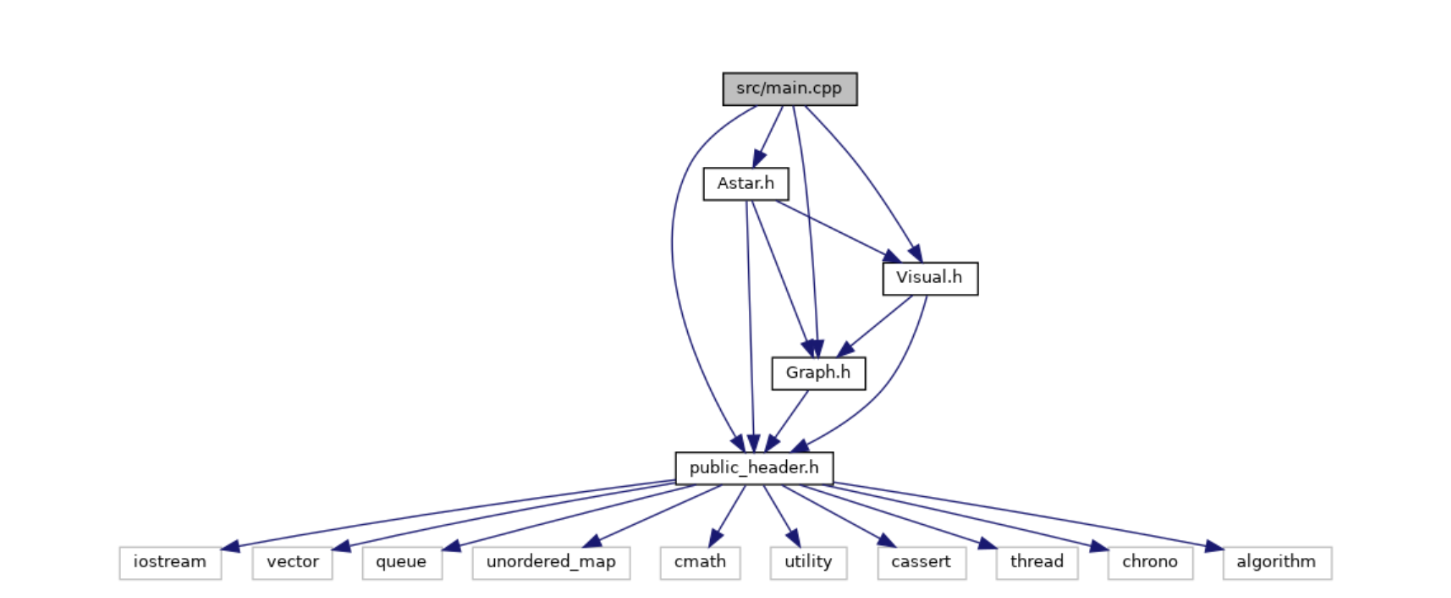 src/main.cpp
Astar.h
Visual.h
Graph.h
public_header.h
iostream
vector
queue
unordered_map
cmath
utility
cassert
thread
chrono
algorithm